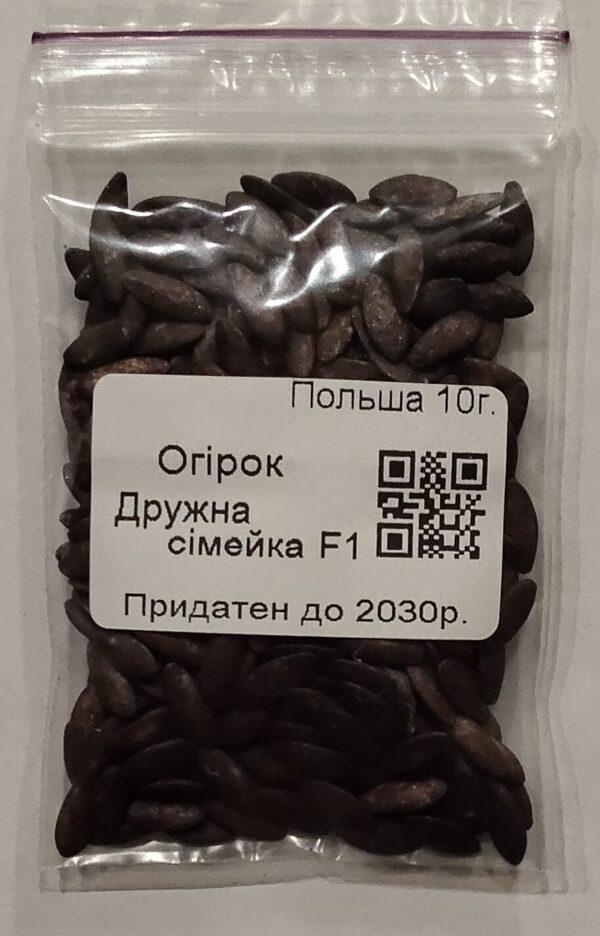 Польша 10г.
Огірок
Дружна
сімейка F1
Придатен до 2030р.